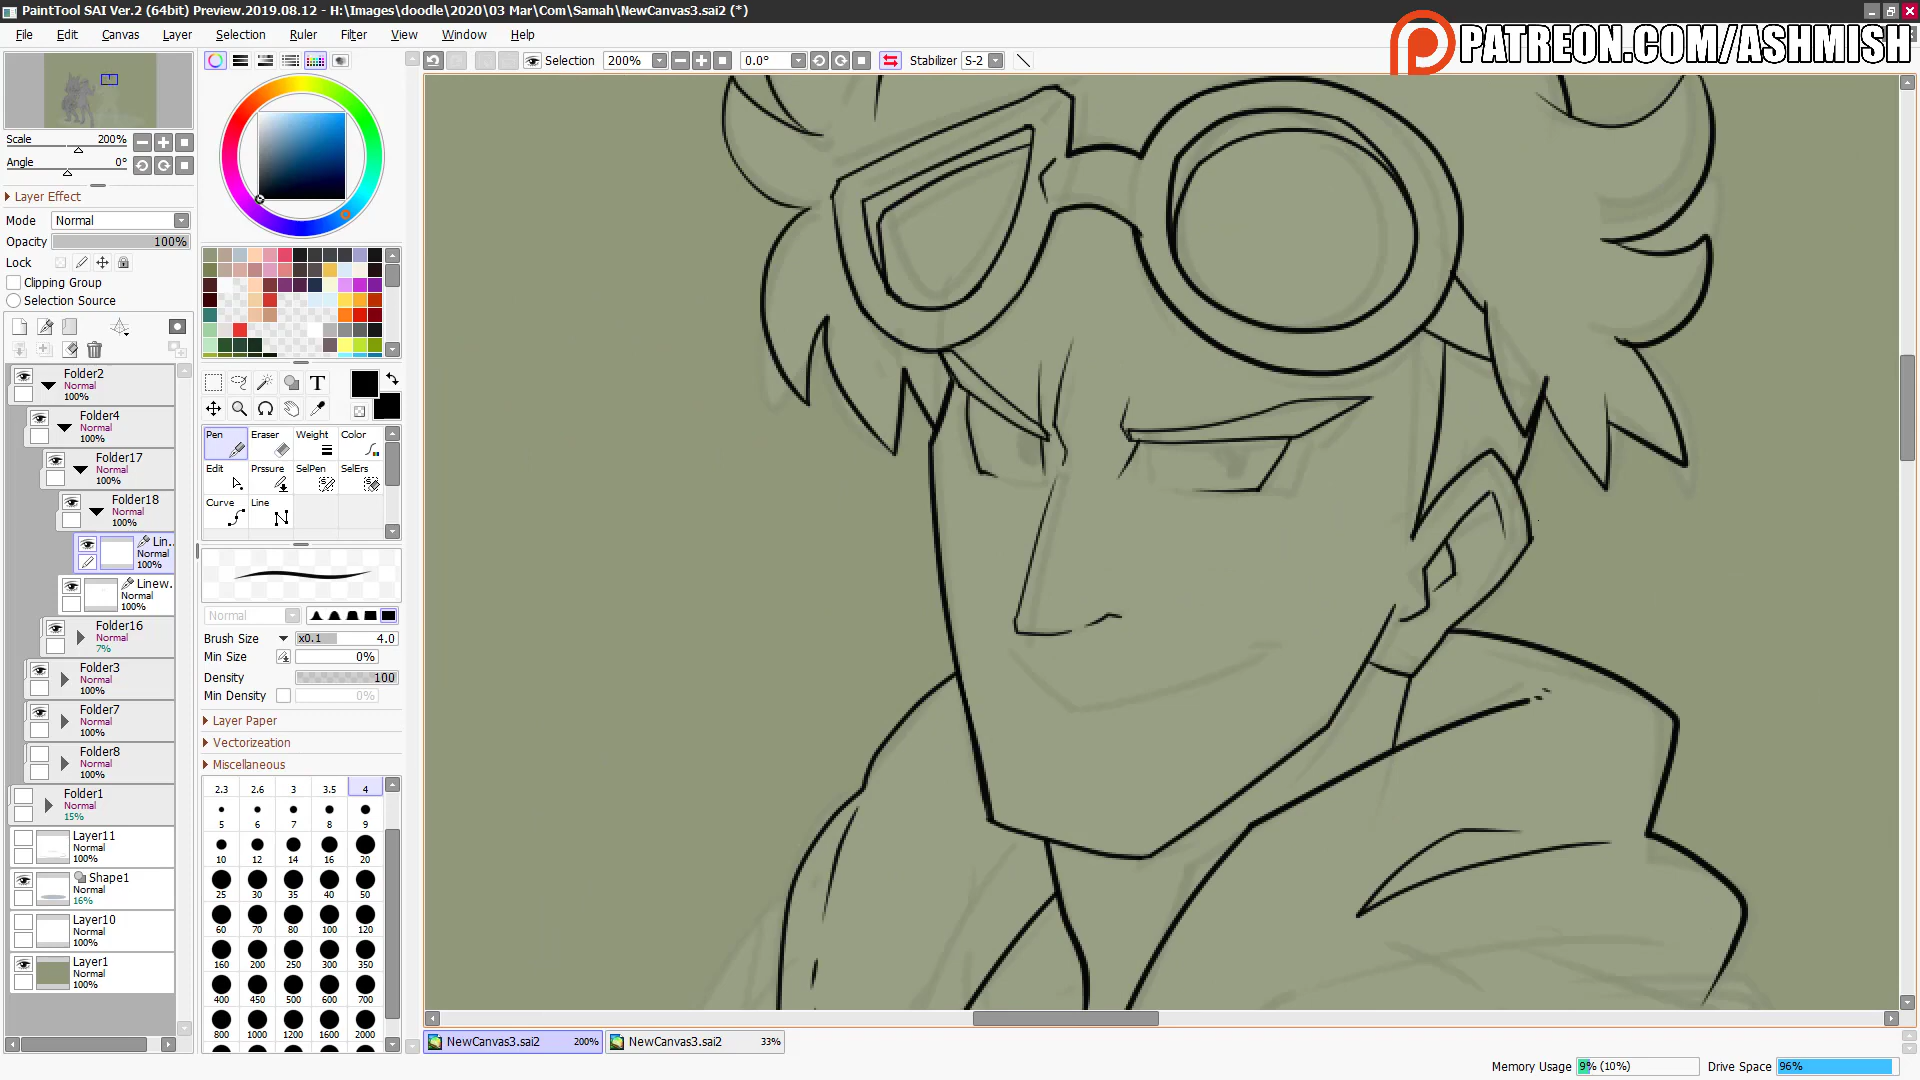 PaintTool SAI Ver.2 (64bit) Preview.2019.08.12 - H:\Images\doodle\2020\03 Mar\Com\Samah\NewCanvas3.sai2 (*)
File Edit Canvas Layer Selection Ruler Filter View Window Help
PATREON.COM/ASHMISH
Selection 200% 0.0° Stabilizer S-2
Scale 200%
Angle 0°
Layer Effect
Mode Normal
Opacity 100%
Lock
Clipping Group
Selection Source
Folder2
Normal
100%
Folder4
Normal
100%
Folder17
Normal
100%
Folder18
Normal
100%
Lin..
Normal
100%
Linew.
Normal
100%
Folder16
Normal
7%
Folder3
Normal
100%
Folder7
Normal
100%
Folder8
Normal
100%
Folder1
Normal
15%
Layer11
Normal
100%
Shape1
Normal
16%
Layer10
Normal
100%
Layer1
Normal
100%
T
Pen Eraser Weight Color
Edit Prssure SelPen SelErs
Curve Line
Normal
Brush Size x0.1 4.0
Min Size 0%
Density 100
Min Density 0%
Layer Paper
Vectorizeation
Miscellaneous
2.3 2.6 3 3.5 4
5 6 7 8 9
10 12 14 16 20
25 30 35 40 50
60 70 80 100 120
160 200 250 300 350
400 450 500 600 700
800 1000 1200 1600 2000
NewCanvas3.sai2 200% NewCanvas3.sai2 33%
Memory Usage 9% (10%) Drive Space 96%